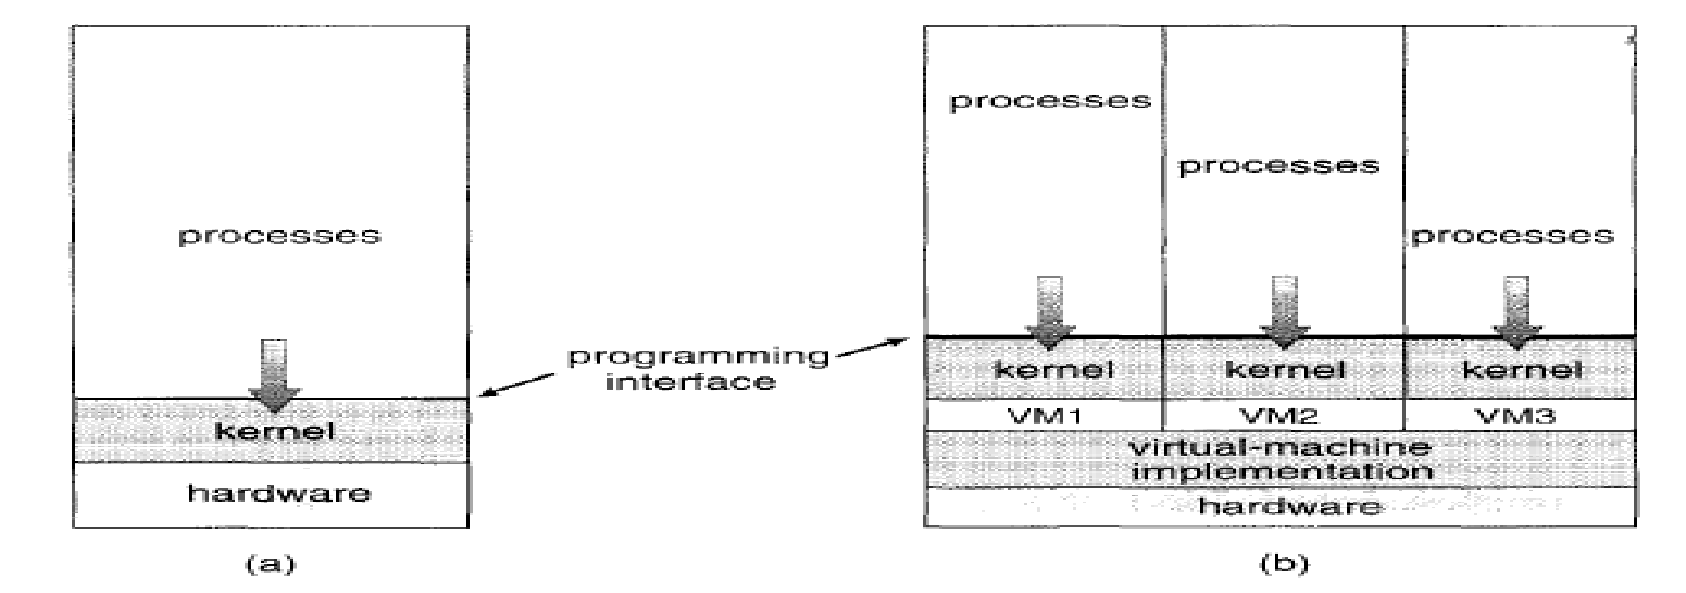 processes
kernel
hardware
(a)
programming
interface
processes
processes
processes
kernel
kernel
kernel
VM1
VM2
VM3
virtual-machine
implementation
hardware
(b)